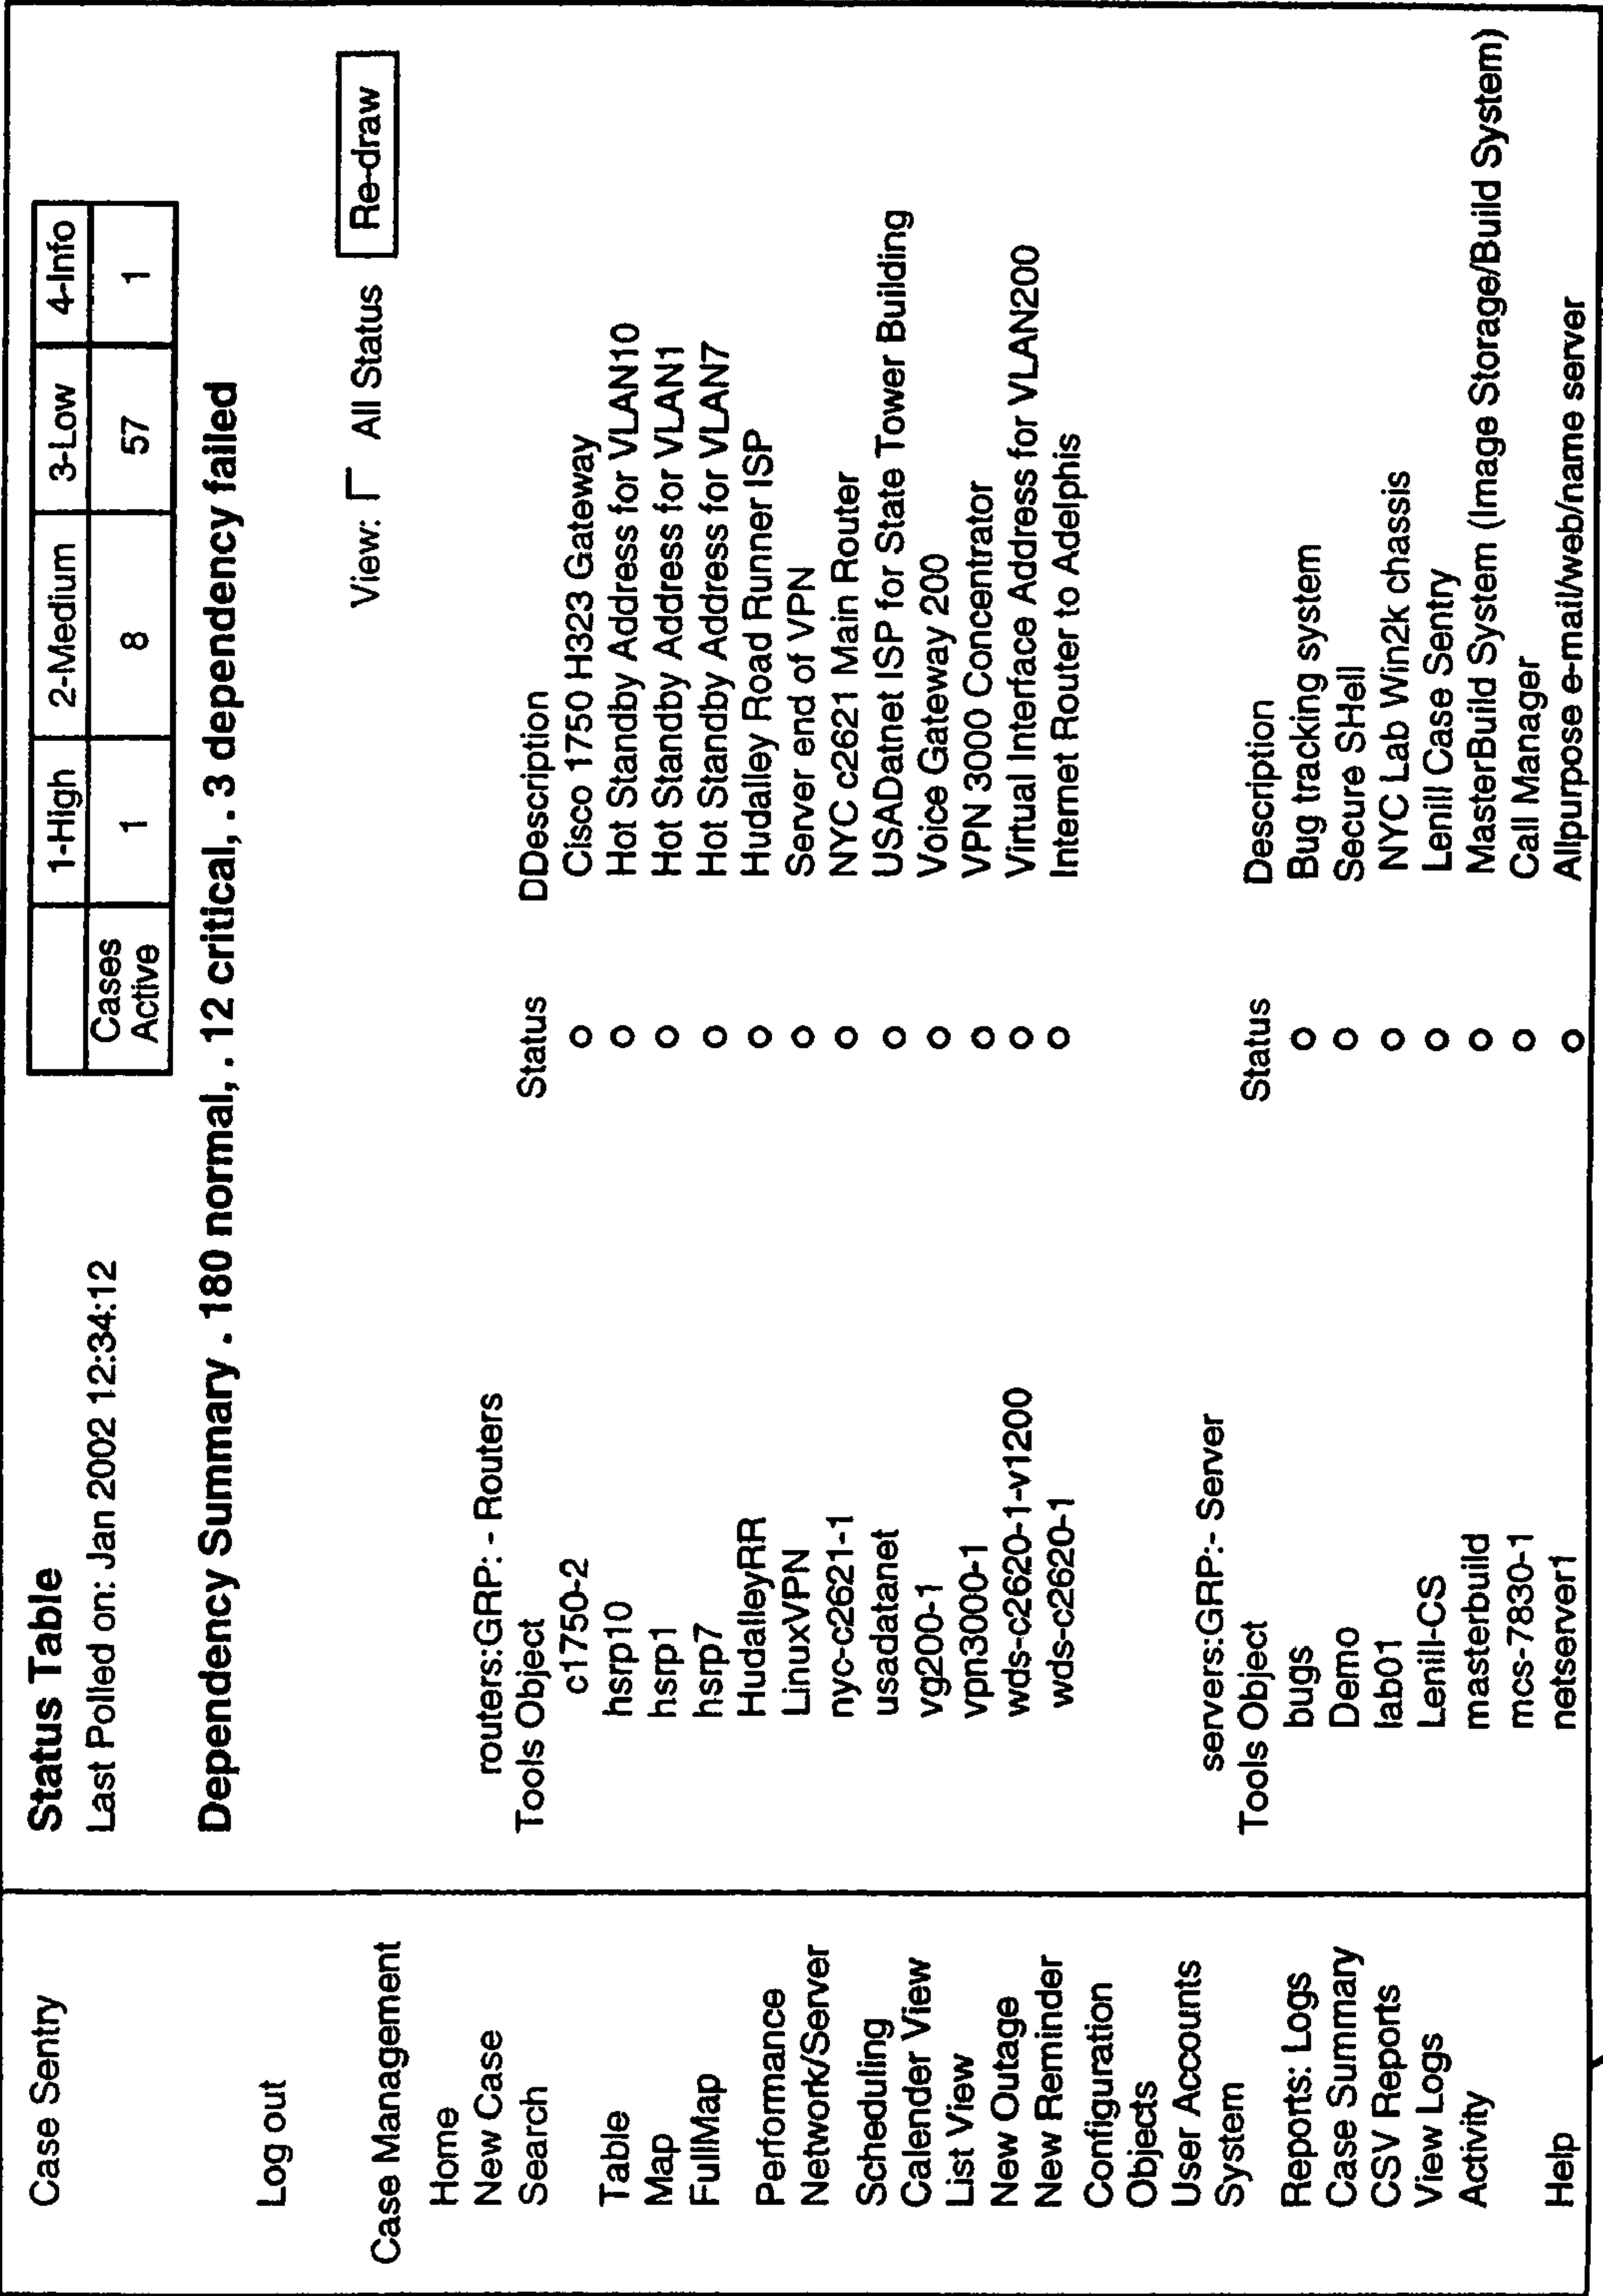 Case Sentry
Log out
Case Management
Home
New Case
Search
Table
Map
FullMap
Performance
Network/Server
Scheduling
Calender View
List View
New Outage
New Reminder
Configuration
Objects
User Accounts
System
Reports: Logs
Case Summary
CSV Reports
View Logs
Activity
Help
Status Table
Last Polled on: Jan 2002 12:34:12
1-High 2-Medium 3-Low 4-Info
Cases Active 1 8 57 1
Dependency Summary . 180 normal, . 12 critical, . 3 dependency failed
View: All Status Re-draw
routers:GRP: - Routers
Tools Object Status DDescription
c1750-2 Cisco 1750 H323 Gateway
hsrp10 Hot Standby Address for VLAN10
hsrp1 Hot Standby Address for VLAN1
hsrp7 Hot Standby Address for VLAN7
HudalleyRR Hudalley Road Runner ISP
LinuxVPN Server end of VPN
nyc-c2621-1 NYC c2621 Main Router
usadatanet USADatnet ISP for State Tower Building
vg200-1 Voice Gateway 200
vpn3000-1 VPN 3000 Concentrator
wds-c2620-1-v1200 Virtual Interface Address for VLAN200
wds-c2620-1 Internet Router to Adelphis
servers:GRP:- Server
Tools Object Status Description
bugs Bug tracking system
Demo Secure SHell
lab01 NYC Lab Win2k chassis
Lenill-CS Lenill Case Sentry
masterbuild MasterBuild System (Image Storage/Build System)
mcs-7830-1 Call Manager
netserver1 Allpurpose e-mail/web/name server